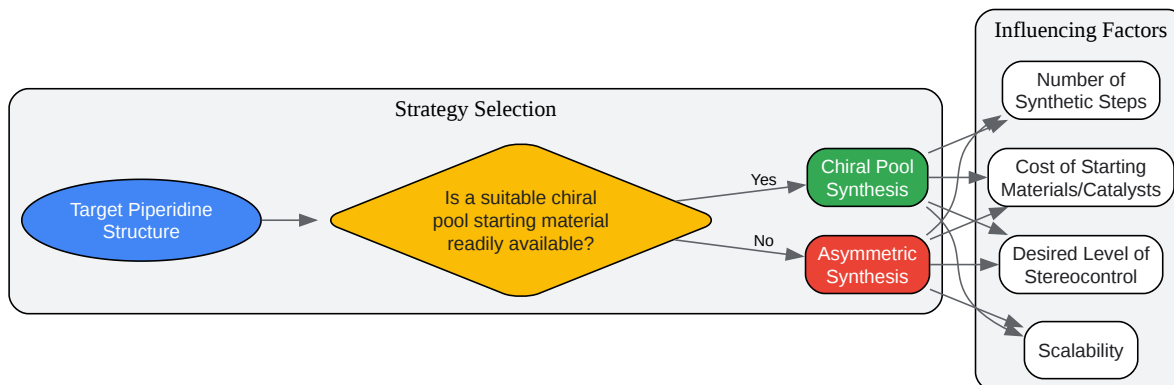 Influencing Factors
Strategy Selection
Target Piperidine
Structure
Is a suitable chiral
pool starting material
readily available?
Yes
No
Chiral Pool
Synthesis
Asymmetric
Synthesis
Number of
Synthetic Steps
Cost of Starting
Materials/Catalysts
Desired Level of
Stereocontrol
Scalability